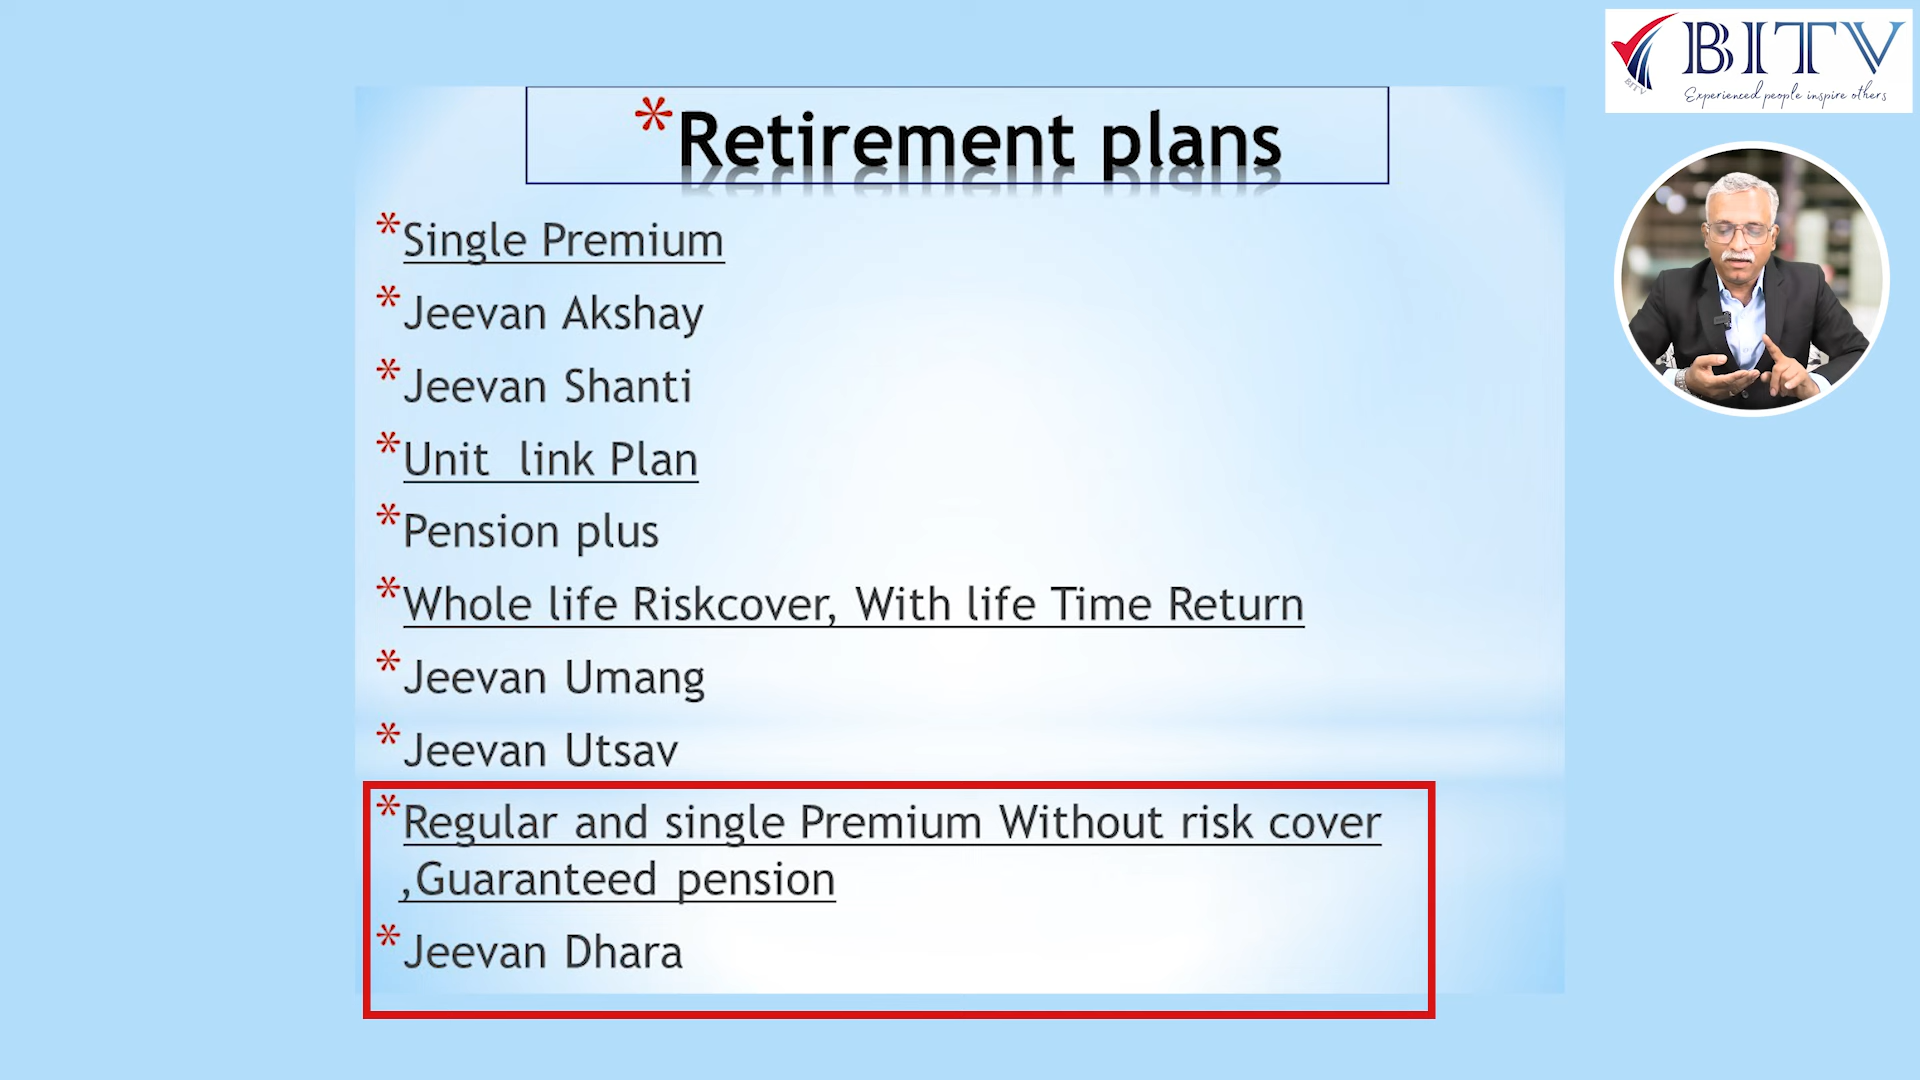 BITV
Experienced people inspire others
BITV
*Retirement plans
*Single Premium
*Jeevan Akshay
*Jeevan Shanti
*Unit link Plan
*Pension plus
*Whole life Riskcover, With life Time Return
*Jeevan Umang
*Jeevan Utsav
*Regular and single Premium Without risk cover
,Guaranteed pension
*Jeevan Dhara